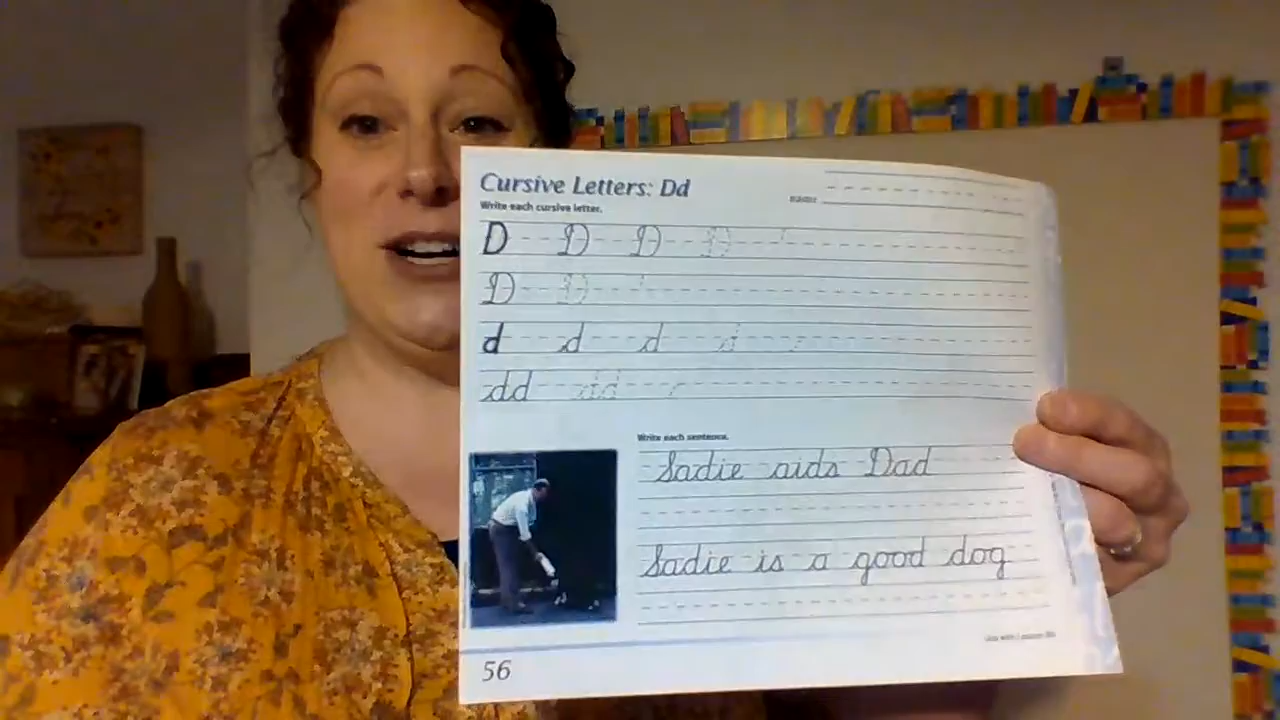 Cursive Letters: Dd
name
Write each cursive letter.
D D D D
D D
d d d d
dd dd
Write each sentence.
Sadie aids Dad
Sadie is a good dog
56